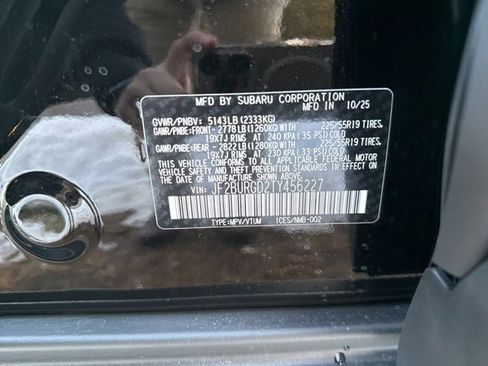 MFD BY SUBARU CORPORATION
MFD IN 10/25
GVWR/PNBV: 5143LB (2333KG)
GAWR/PNBE: FRONT- 2778LB (1260KG) WITH 225/55R19 TIRES,
19X7J RIMS AT 240 KPA (35 PSI) COLD
GAWR/PNBE: REAR - 2822LB (1280KG) WITH 225/55R19 TIRES,
19X7J RIMS AT 230 KPA (33 PSI) COLD
THIS VEHICLE CONFORMS TO ALL APPLICABLE FEDERAL MOTOR
VEHICLE SAFETY STANDARDS IN EFFECT ON THE DATE OF
MANUFACTURE SHOWN ABOVE.
VIN: JF2BURGD2TY456227
TYPE:MPV/VTUM ICES/NMB-002